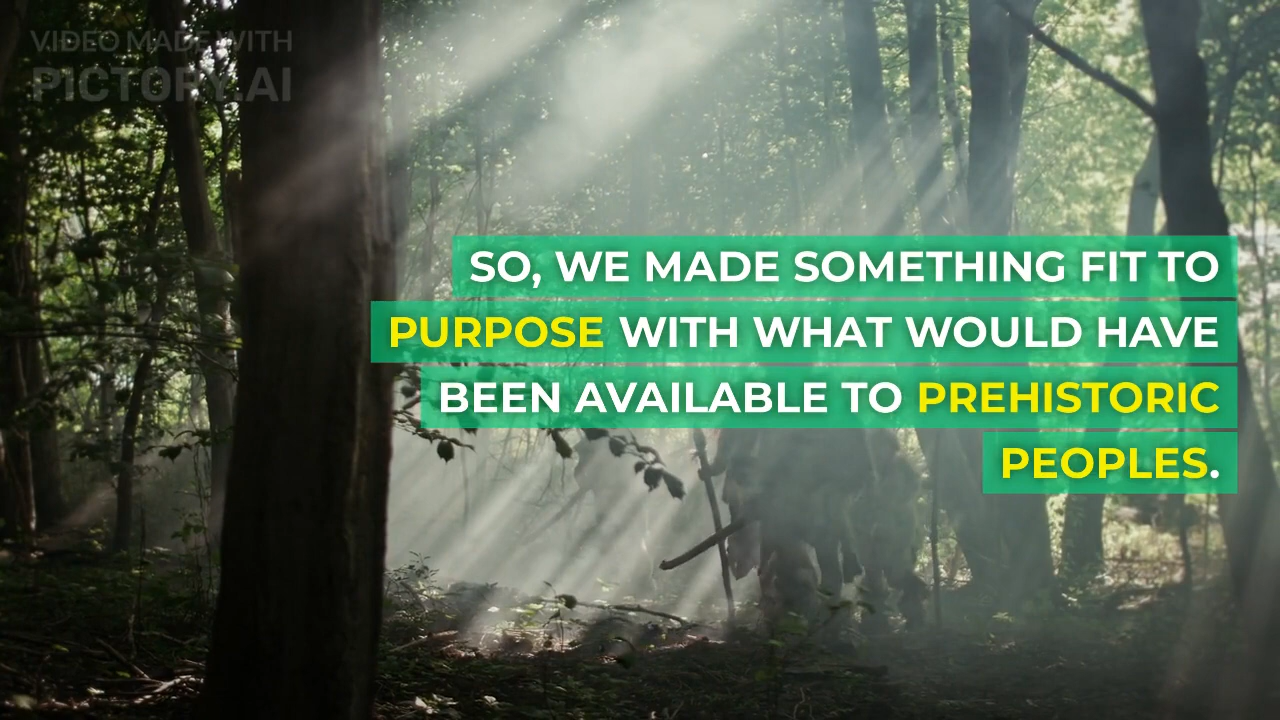 VIDEO MADE WITH
PICTORY.AI
SO, WE MADE SOMETHING FIT TO
PURPOSE WITH WHAT WOULD HAVE
BEEN AVAILABLE TO PREHISTORIC
PEOPLES.